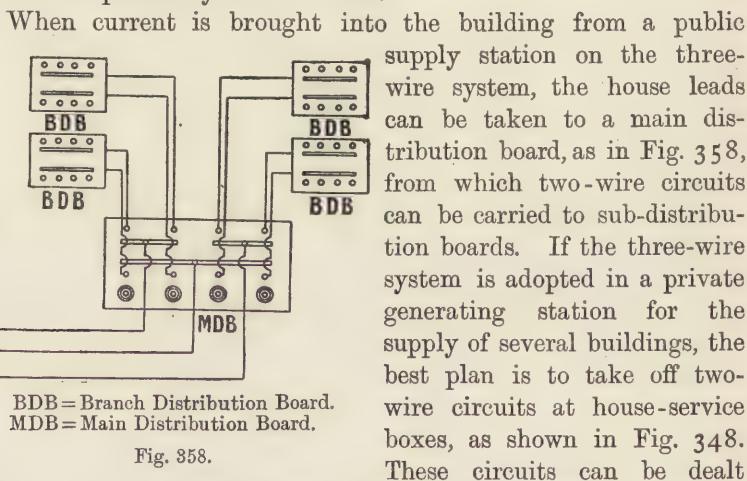 When current is brought into the building from a public
supply station on the three-
wire system, the house leads
can be taken to a main dis-
tribution board, as in Fig. 358,
from which two-wire circuits
can be carried to sub-distribu-
tion boards. If the three-wire
system is adopted in a private
generating station for the
supply of several buildings, the
best plan is to take off two-
wire circuits at house-service
boxes, as shown in Fig. 348.
These circuits can be dealt
BDB
BDB
BDB
BDB
MDB
BDB=Branch Distribution Board.
MDB=Main Distribution Board.
Fig. 358.